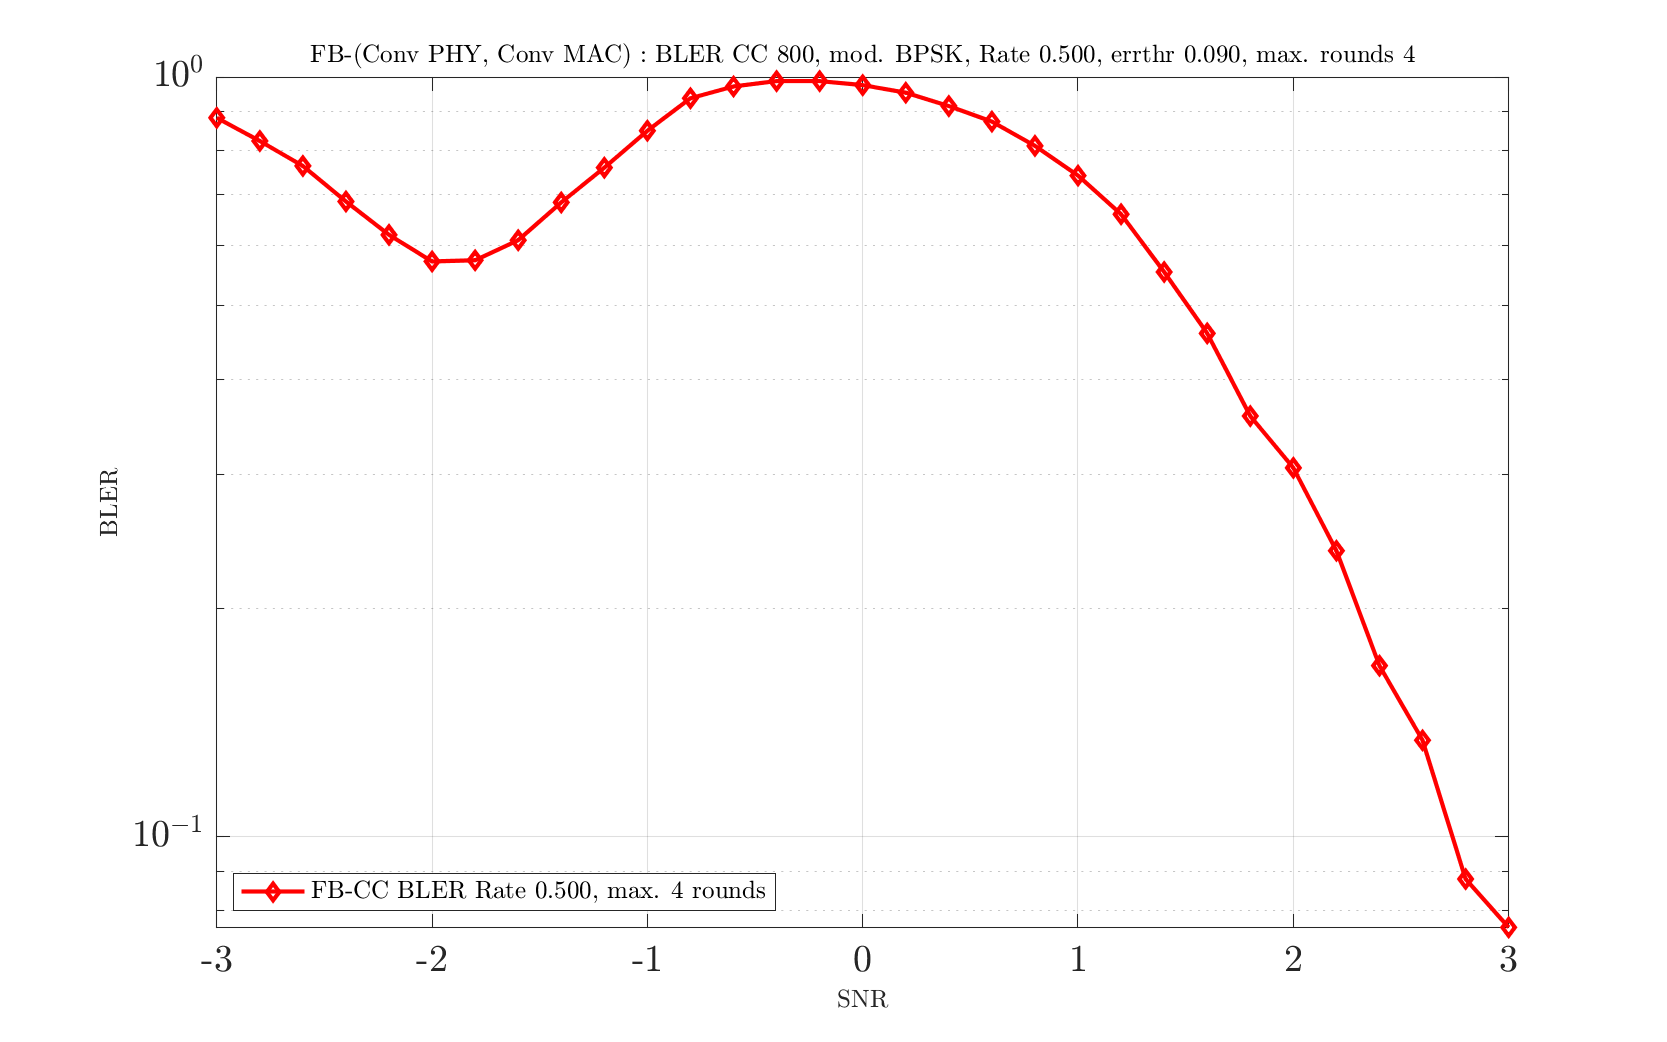 FB-(Conv PHY, Conv MAC) : BLER CC 800, mod. BPSK, Rate 0.500, errthr 0.090, max. rounds 4
10^0
BLER
10^{-1}
FB-CC BLER Rate 0.500, max. 4 rounds
-3 -2 -1 0 1 2 3
SNR